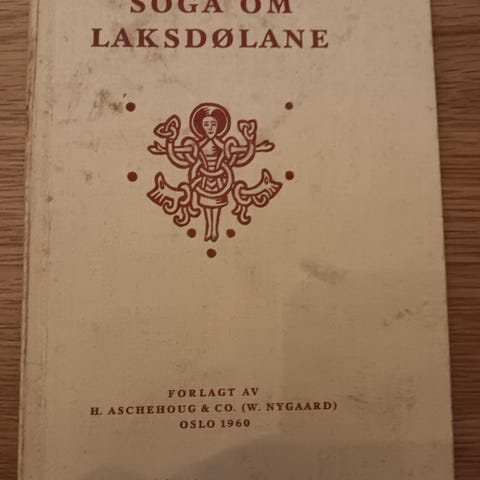 SOGA OM
LAKSDØLANE
FORLAGT AV
H. ASCHEHOUG & CO. (W. NYGAARD)
OSLO 1960